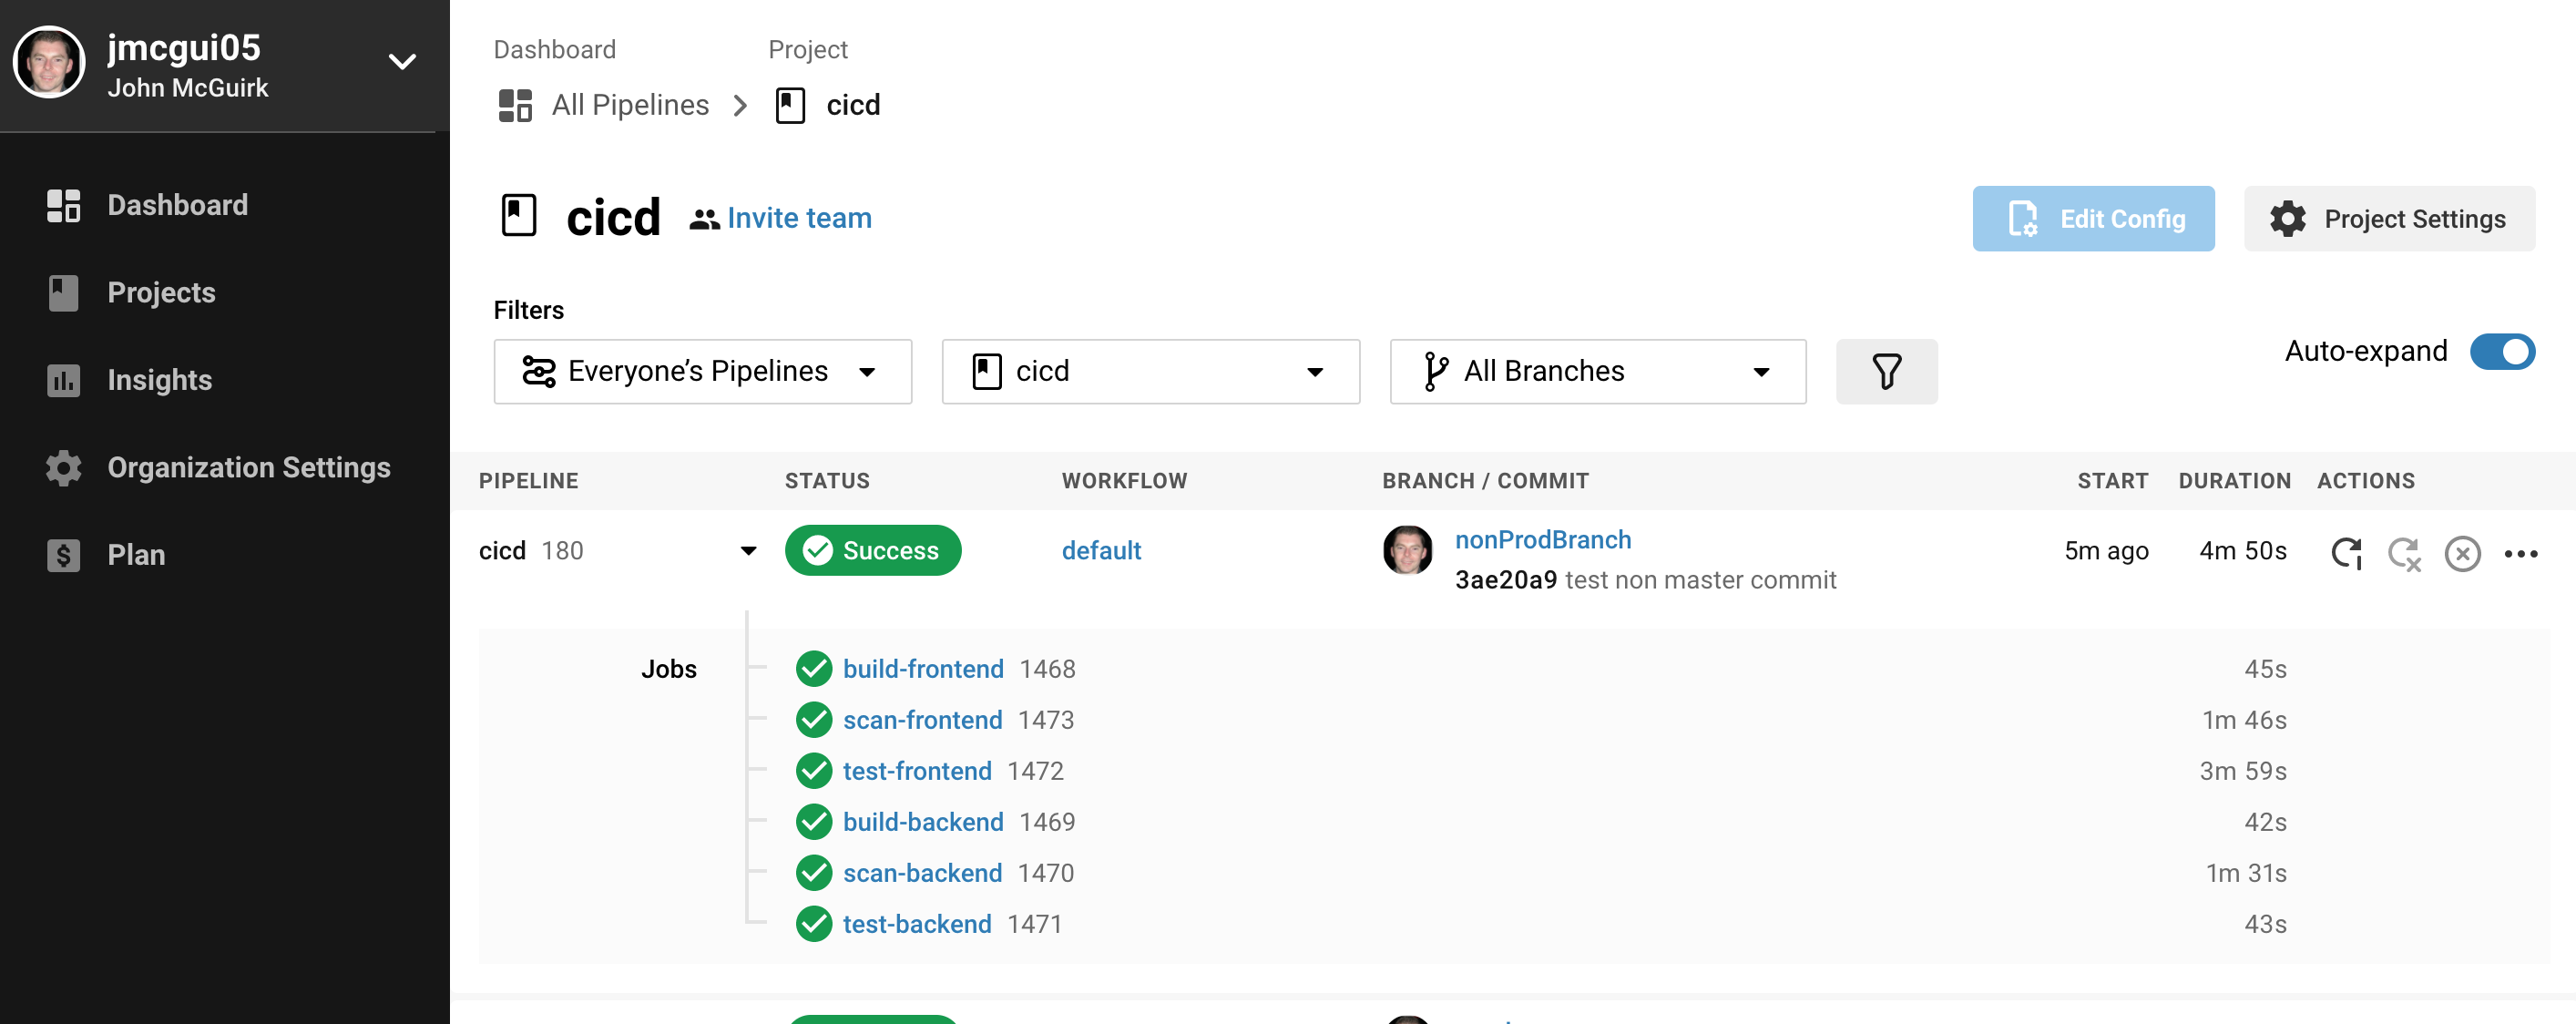 jmcgui05
John McGuirk
Dashboard
Projects
Insights
Organization Settings
Plan
Dashboard Project
All Pipelines cicd
cicd Invite team
Edit Config Project Settings
Filters
Everyone’s Pipelines cicd All Branches
Auto-expand
PIPELINE STATUS WORKFLOW BRANCH / COMMIT START DURATION ACTIONS
cicd 180 Success default nonProdBranch 5m ago 4m 50s
3ae20a9 test non master commit
Jobs build-frontend 1468 45s
scan-frontend 1473 1m 46s
test-frontend 1472 3m 59s
build-backend 1469 42s
scan-backend 1470 1m 31s
test-backend 1471 43s